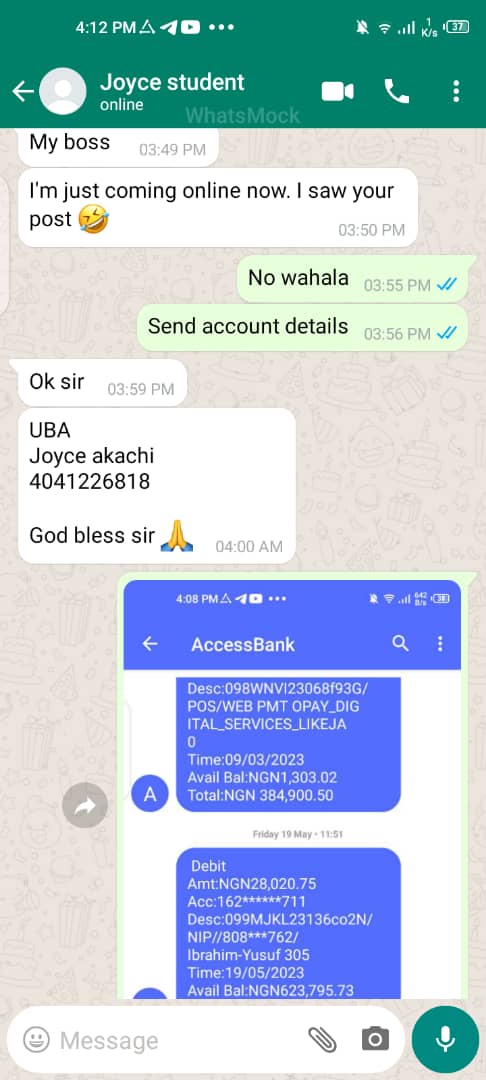 4:12 PM
1
K/s
37
Joyce student
online
WhatsMock
My boss
03:49 PM
I'm just coming online now. I saw your
post 🤣
03:50 PM
No wahala
03:55 PM
Send account details
03:56 PM
Ok sir
03:59 PM
UBA
Joyce akachi
4041226818
God bless sir 🙏
04:00 AM
4:08 PM
642
B/s
38
AccessBank
Desc:098WNVI23068f93G/
POS/WEB PMT OPAY_DIG
ITAL_SERVICES_LIKEJA
0
Time:09/03/2023
Avail Bal:NGN1,303.02
Total:NGN 384,900.50
A
Friday 19 May • 11:51
Debit
Amt:NGN28,020.75
Acc:162******711
Desc:099MJKL23136co2N/
NIP//808***762/
Ibrahim-Yusuf 305
Time:19/05/2023
Avail Bal:NGN623,795.73
Message